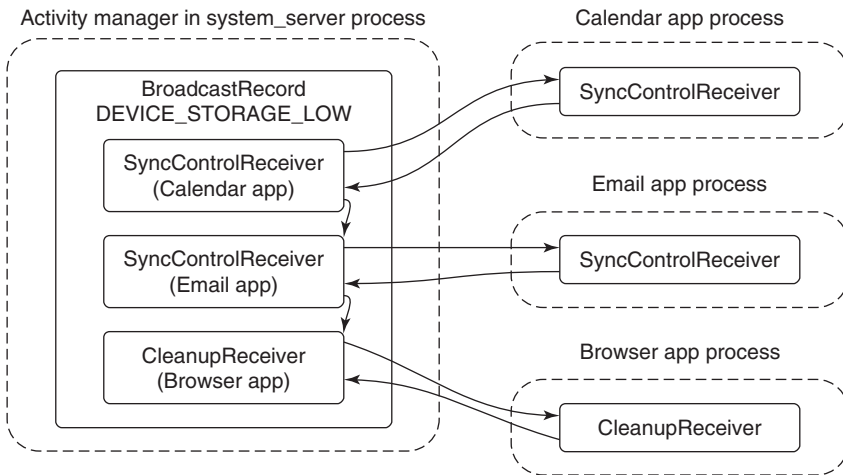 Activity manager in system_server process
BroadcastRecord
DEVICE_STORAGE_LOW
SyncControlReceiver
(Calendar app)
SyncControlReceiver
(Email app)
CleanupReceiver
(Browser app)
Calendar app process
SyncControlReceiver
Email app process
SyncControlReceiver
Browser app process
CleanupReceiver